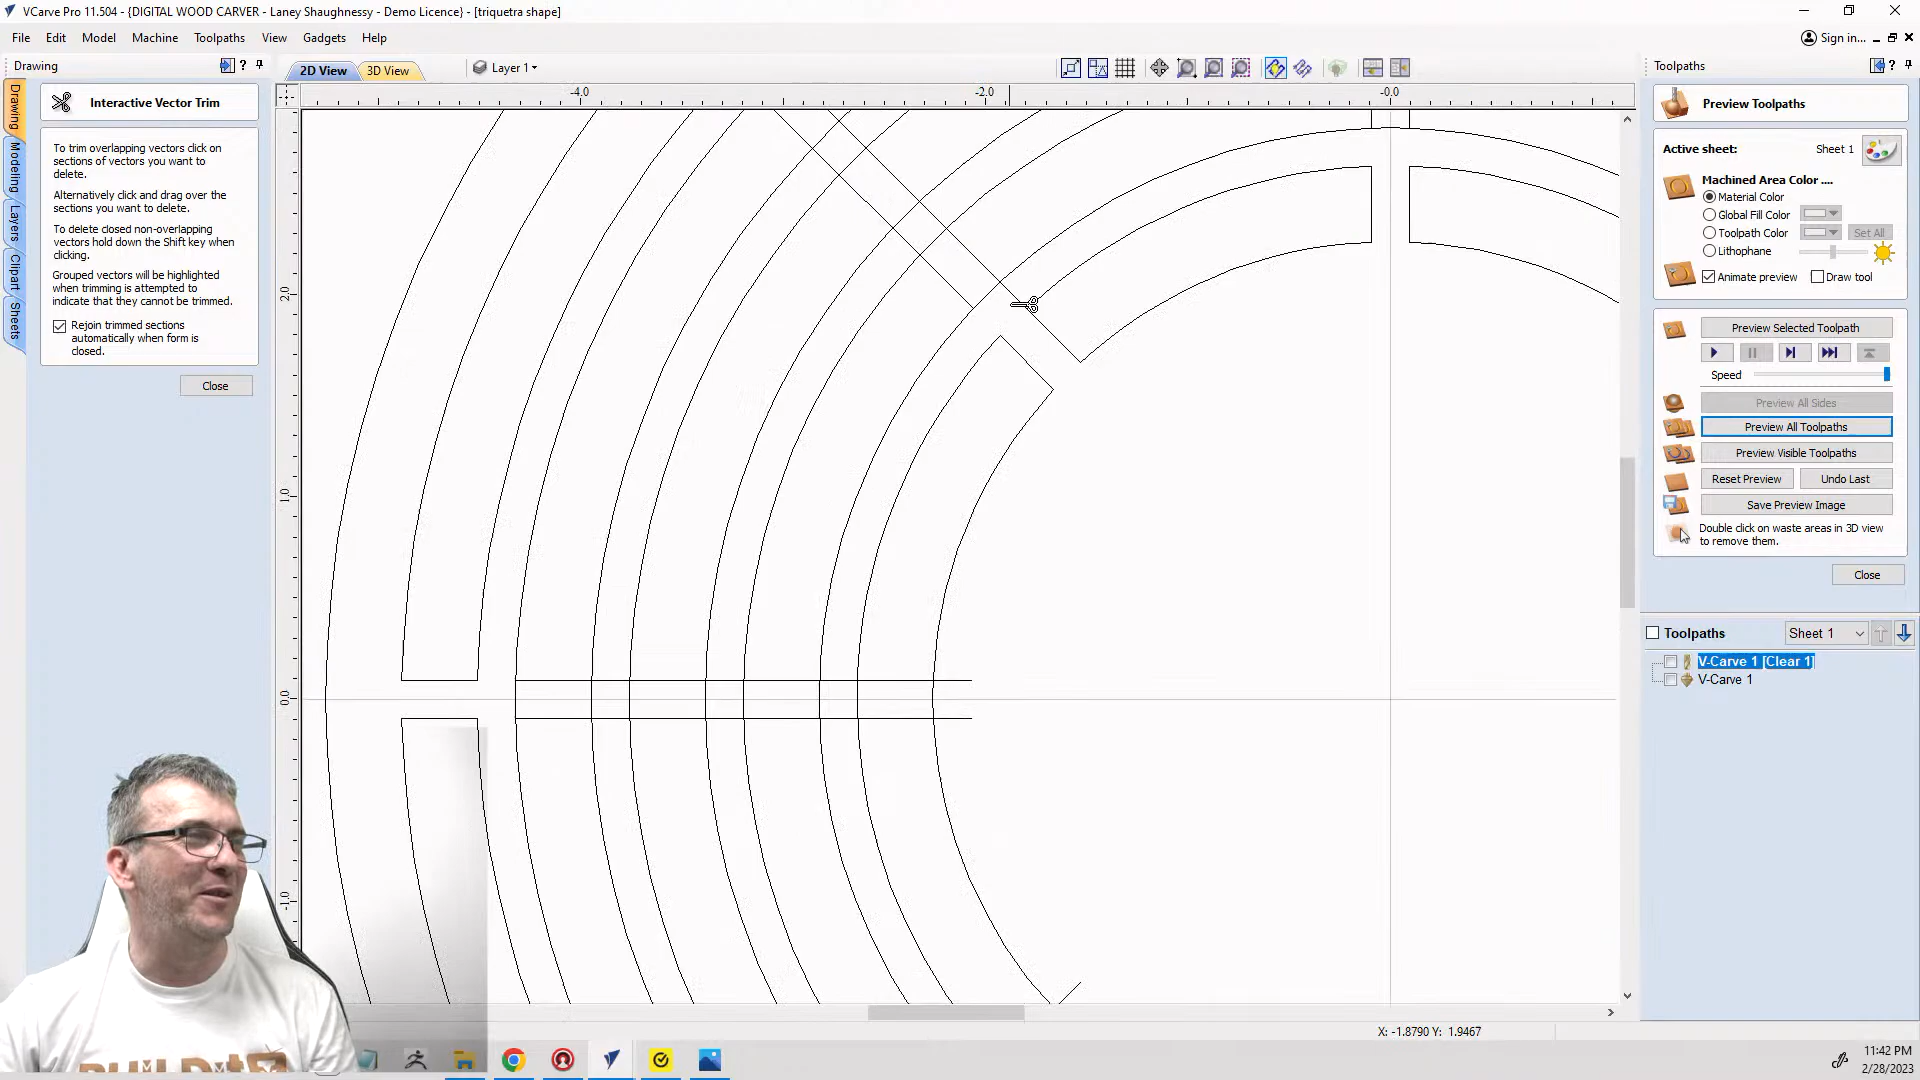 VCarve Pro 11.504 - {DIGITAL WOOD CARVER - Laney Shaughnessy - Demo Licence} - [triquetra shape]
File Edit Model Machine Toolpaths View Gadgets Help
Sign in...
Drawing
2D View 3D View
Layer 1
Toolpaths
Drawing
Modeling
Layers
Clipart
Sheets
Interactive Vector Trim
To trim overlapping vectors click on
sections of vectors you want to
delete.
Alternatively click and drag over the
sections you want to delete.
To delete closed non-overlapping
vectors hold down the Shift key when
clicking.
Grouped vectors will be highlighted
when trimming is attempted to
indicate that they cannot be trimmed.
Rejoin trimmed sections
automatically when form is
closed.
Close
-4.0 -2.0 -0.0
2.0
1.0
0.0
-1.0
Preview Toolpaths
Active sheet: Sheet 1
Machined Area Color ....
Material Color
Global Fill Color
Toolpath Color Set All
Lithophane
Animate preview Draw tool
Preview Selected Toolpath
Speed
Preview All Sides
Preview All Toolpaths
Preview Visible Toolpaths
Reset Preview Undo Last
Save Preview Image
Double click on waste areas in 3D view
to remove them.
Close
Toolpaths Sheet 1
V-Carve 1 [Clear 1]
V-Carve 1
X: -1.8790 Y: 1.9467
11:42 PM
2/28/2023